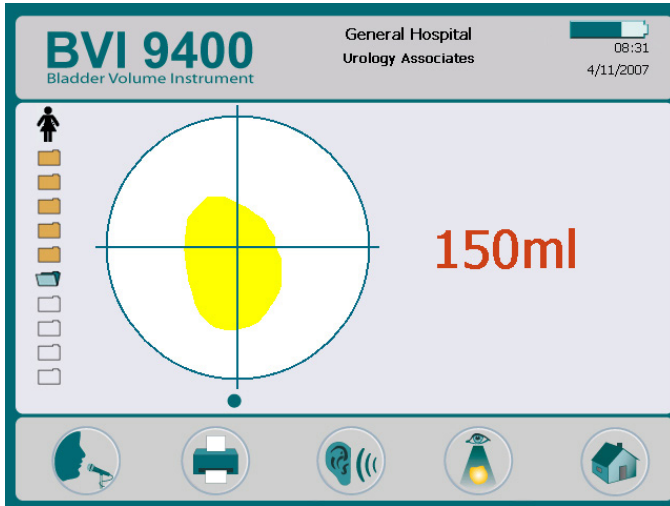 BVI 9400
Bladder Volume Instrument
General Hospital
Urology Associates
08:31
4/11/2007
150ml